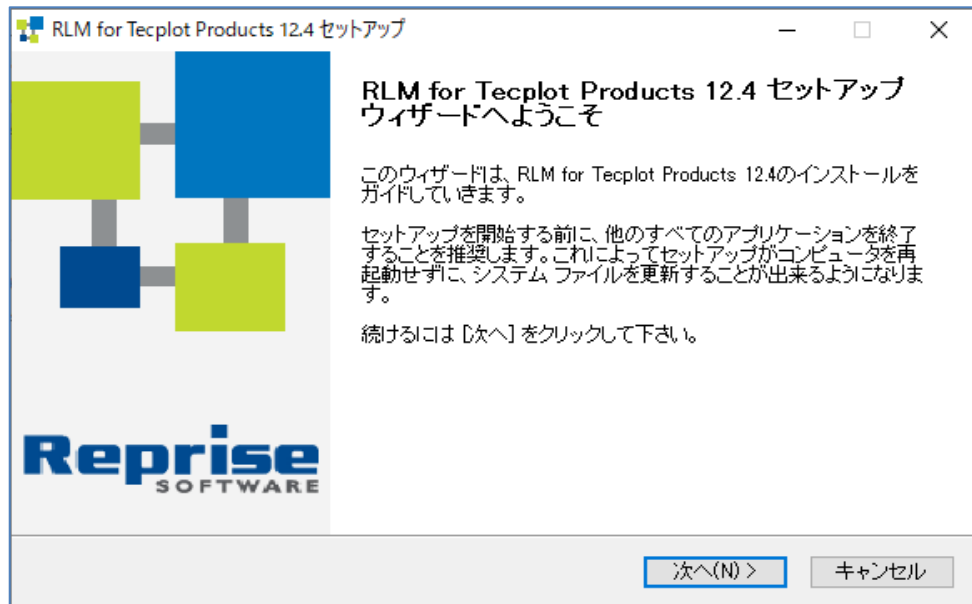 RLM for Tecplot Products 12.4 セットアップ
RLM for Tecplot Products 12.4 セットアップ
ウィザードへようこそ
このウィザードは、RLM for Tecplot Products 12.4のインストールを
ガイドしていきます。
セットアップを開始する前に、他のすべてのアプリケーションを終了
することを推奨します。これによってセットアップがコンピュータを再
起動せずに、システム ファイルを更新することが出来るようになりま
す。
続けるには [次へ] をクリックして下さい。
Reprise
SOFTWARE
次へ(N) >
キャンセル